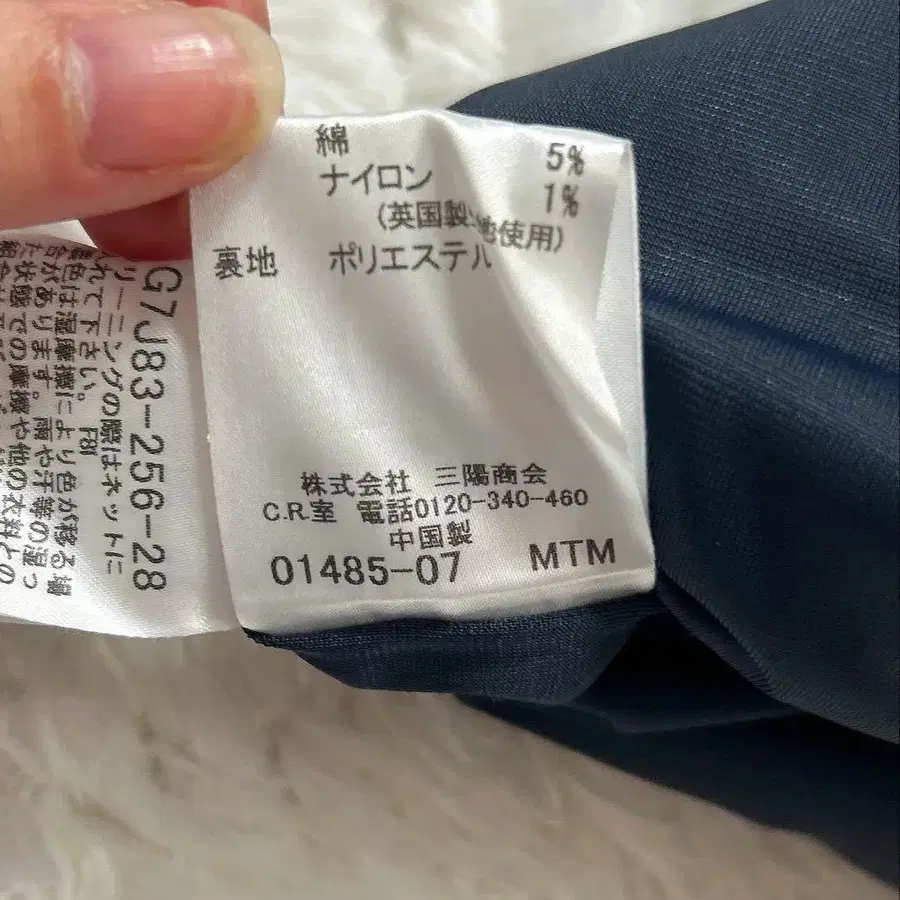 綿 5%
ナイロン 1%
(英国製 地使用)
裏地 ポリエステル
株式会社 三陽商会
C.R.室 電話0120-340-460
中国製
01485-07 MTM
G7J83-256-28
リーニングの際はネットに
れて下さい。 F8Y
は湿摩擦により色が移る場
があります。雨や汗等の湿っ
状態での摩擦や他の衣料との